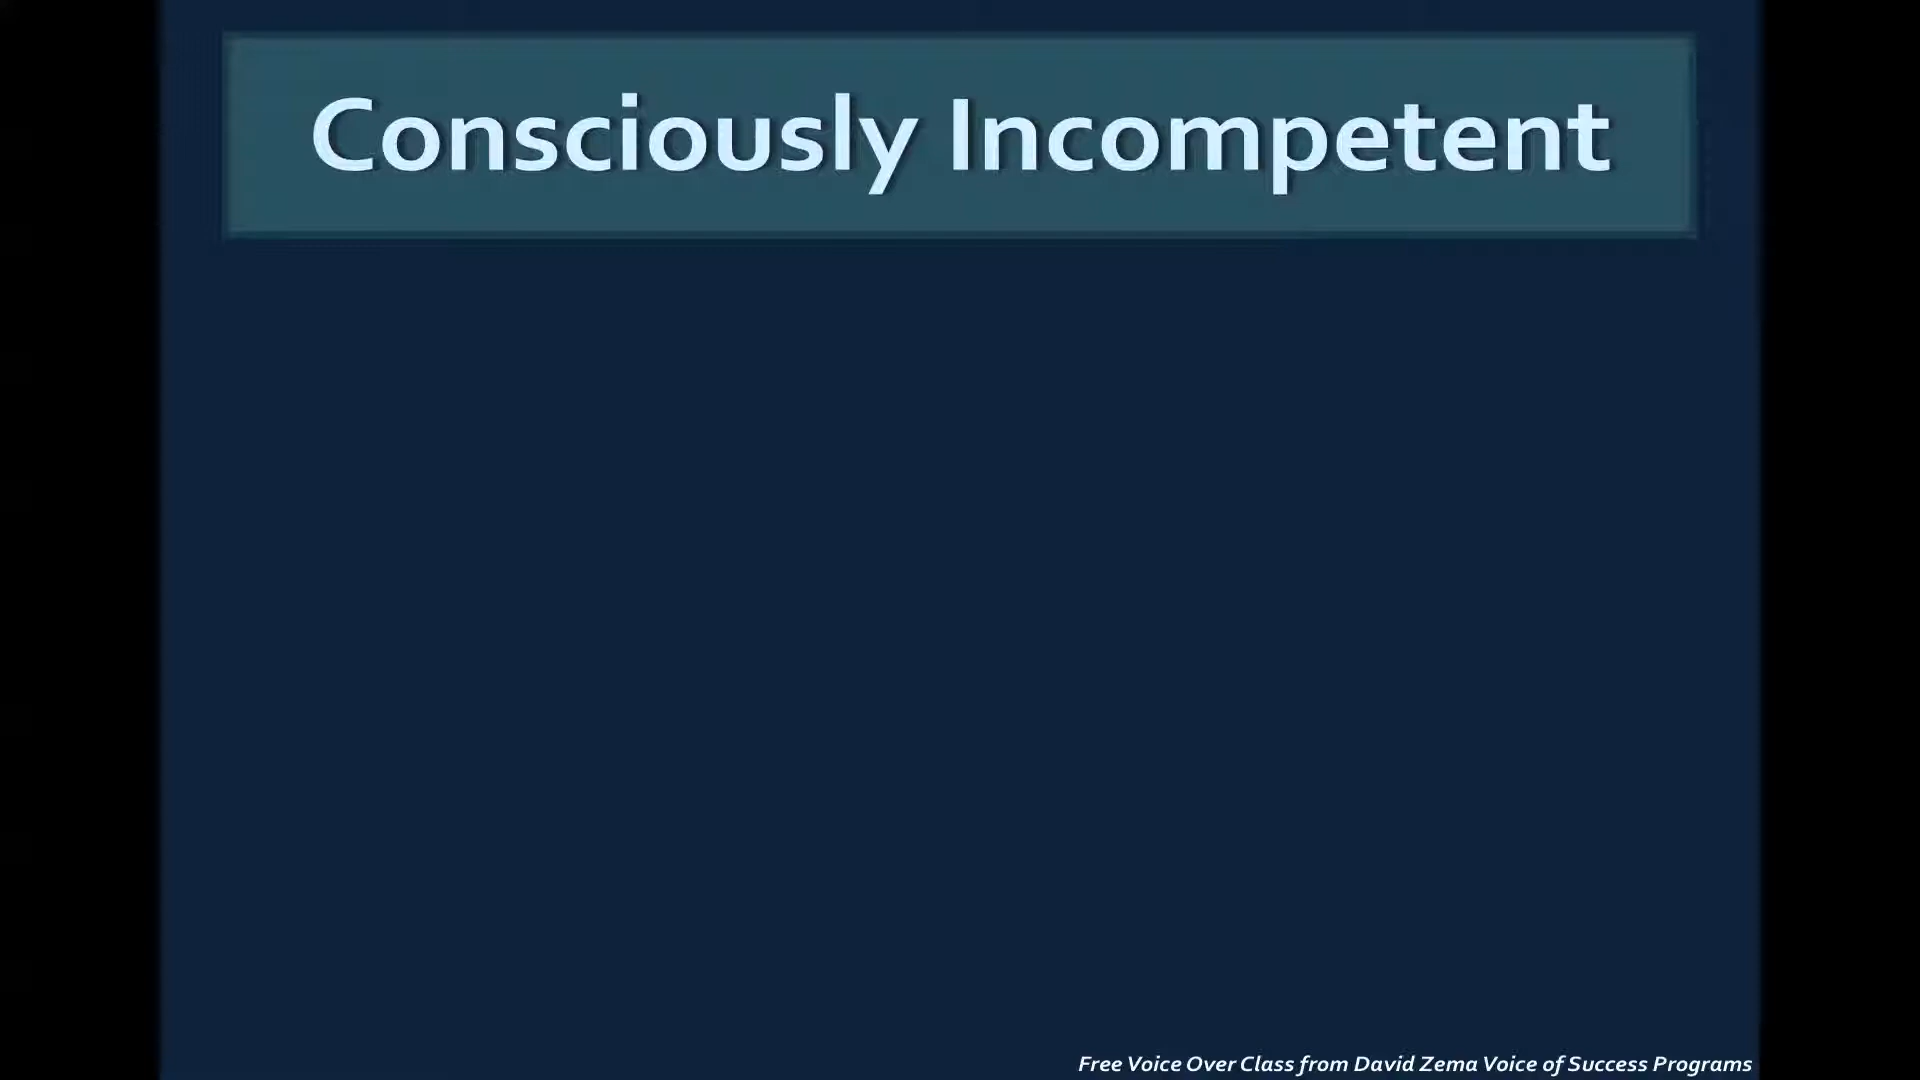 Consciously Incompetent
Free Voice Over Class from David Zema Voice of Success Programs